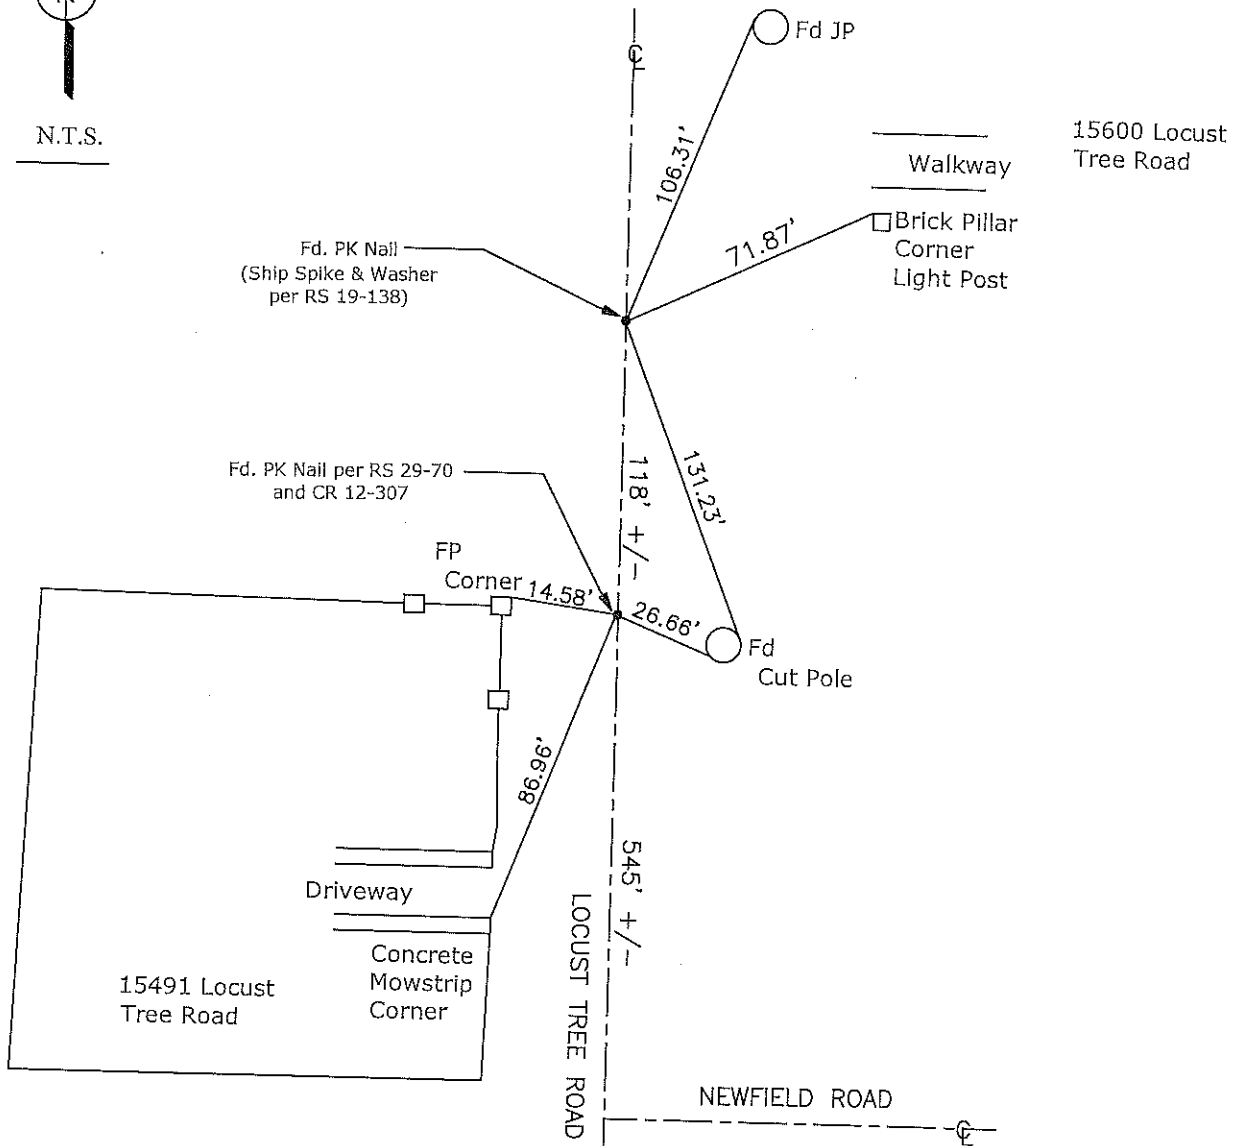 N.T.S.
℄
Fd JP
106.31'
15600 Locust
Tree Road
Walkway
71.87'
Brick Pillar
Corner
Light Post
Fd. PK Nail
(Ship Spike & Washer
per RS 19-138)
118' +/-
131.23'
Fd. PK Nail per RS 29-70
and CR 12-307
FP
Corner
14.58'
26.66'
Fd
Cut Pole
86.96'
Driveway
545' +/-
LOCUST TREE ROAD
Concrete
Mowstrip
Corner
15491 Locust
Tree Road
NEWFIELD ROAD
℄